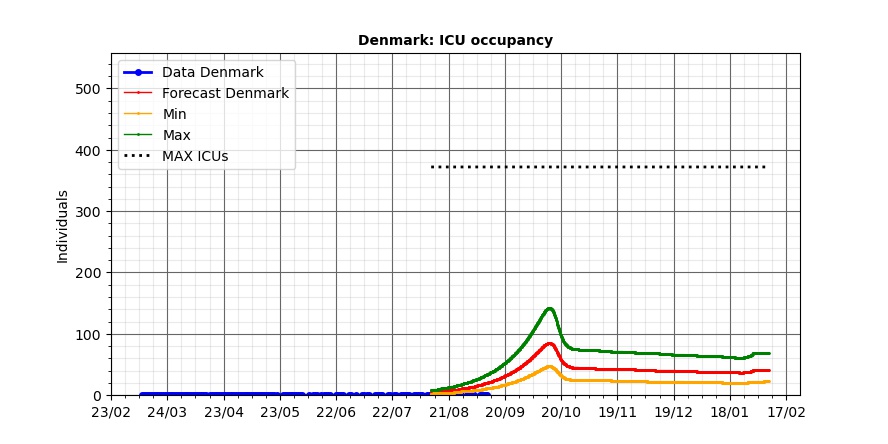 Denmark: ICU occupancy
Data Denmark
Forecast Denmark
Min
Max
MAX ICUs
Individuals
500
400
300
200
100
0
23/02 24/03 23/04 23/05 22/06 22/07 21/08 20/09 20/10 19/11 19/12 18/01 17/02